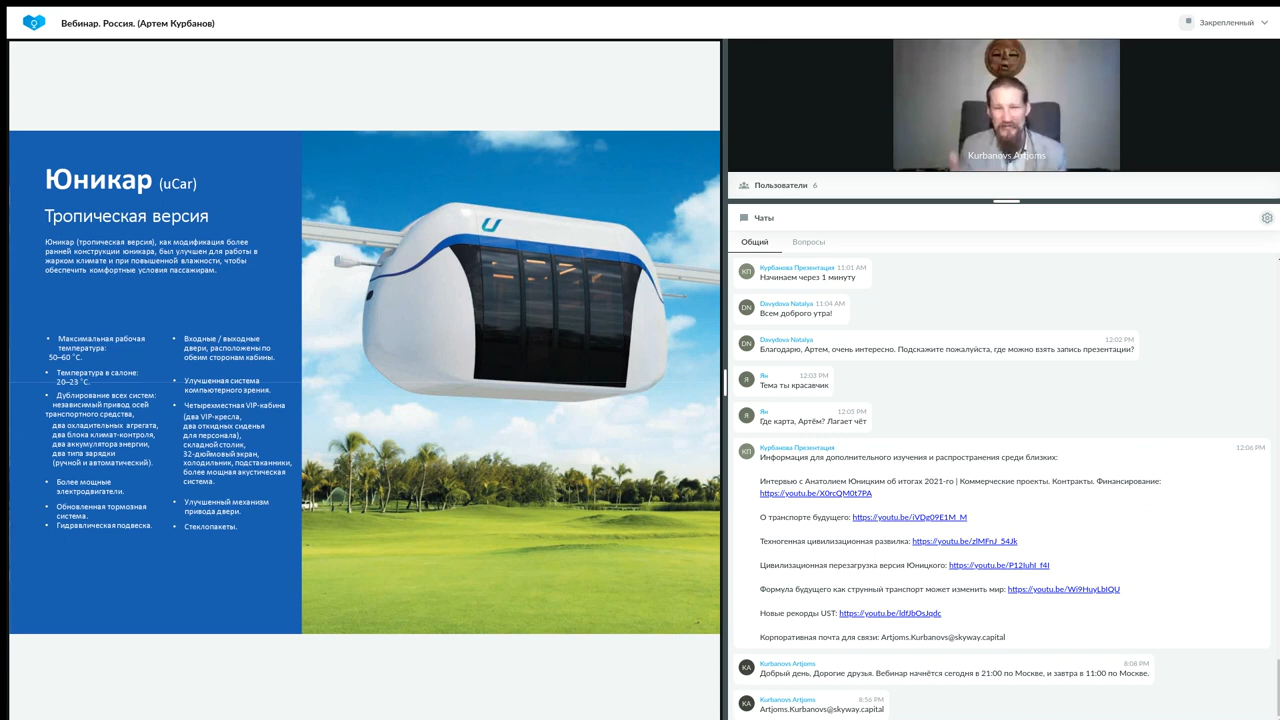 Вебинар. Россия. (Артем Курбанов)
Закрепленный
Юникар (uCar)
Тропическая версия
Юникар (тропическая версия), как модификация более
ранней конструкции юникара, был улучшен для работы в
жарком климате и при повышенной влажности, чтобы
обеспечить комфортные условия пассажирам.
• Максимальная рабочая
температура:
50–60 °С.
• Температура в салоне:
20–23 °С.
• Дублирование всех систем:
независимый привод осей
транспортного средства,
два охладительных агрегата,
два блока климат-контроля,
два аккумулятора энергии,
два типа зарядки
(ручной и автоматический).
• Более мощные
электродвигатели.
• Обновленная тормозная
система.
• Гидравлическая подвеска.
• Входные / выходные
двери, расположены по
обеим сторонам кабины.
• Улучшенная система
компьютерного зрения.
• Четырехместная VIP-кабина
(два VIP-кресла,
два откидных сиденья
для персонала),
складной столик,
32-дюймовый экран,
холодильник, подстаканники,
более мощная акустическая
система.
• Улучшенный механизм
привода двери.
• Стеклопакеты.
Kurbanovs Artjoms
Пользователи 6
Чаты
Общий Вопросы
КП Курбанова Презентация 11:01 AM
Начинаем через 1 минуту
DN Davydova Natalya 11:04 AM
Всем доброго утра!
DN Davydova Natalya 12:02 PM
Благодарю, Артем, очень интересно. Подскажите пожалуйста, где можно взять запись презентации?
Я Ян 12:03 PM
Тема ты красавчик
Я Ян 12:05 PM
Где карта, Артём? Лагает чёт
КП Курбанова Презентация 12:06 PM
Информация для дополнительного изучения и распространения среди близких:
Интервью с Анатолием Юницким об итогах 2021-го | Коммерческие проекты. Контракты. Финансирование:
https://youtu.be/X0rcQM0t7PA
О транспорте будущего: https://youtu.be/iVDg09E1M_M
Техногенная цивилизационная развилка: https://youtu.be/zlMFnJ_54Jk
Цивилизационная перезагрузка версия Юницкого: https://youtu.be/P12IuhI_f4I
Формула будущего как струнный транспорт может изменить мир: https://youtu.be/Wi9HuyLbIQU
Новые рекорды UST: https://youtu.be/ldfJbOsJqdc
Корпоративная почта для связи: Artjoms.Kurbanovs@skyway.capital
KA Kurbanovs Artjoms 8:08 PM
Добрый день, Дорогие друзья. Вебинар начнётся сегодня в 21:00 по Москве, и завтра в 11:00 по Москве.
KA Kurbanovs Artjoms 8:56 PM
Artjoms.Kurbanovs@skyway.capital